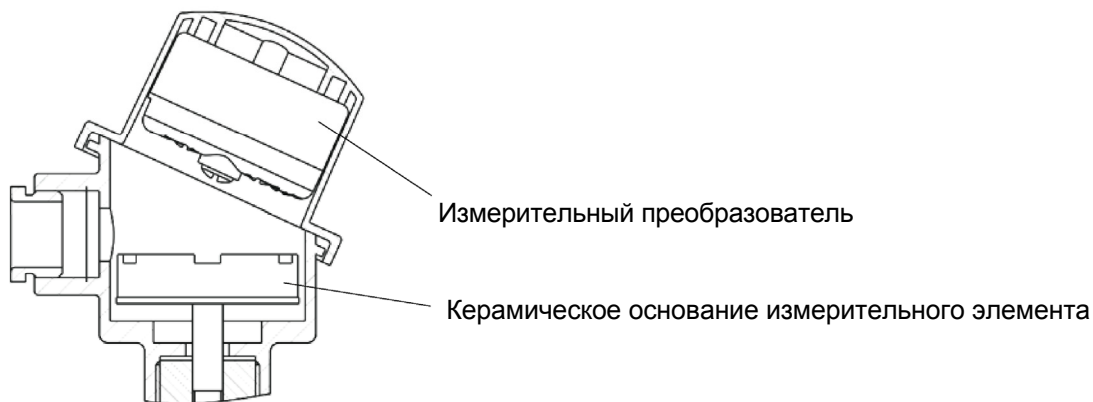 Измерительный преобразователь
Керамическое основание измерительного элемента